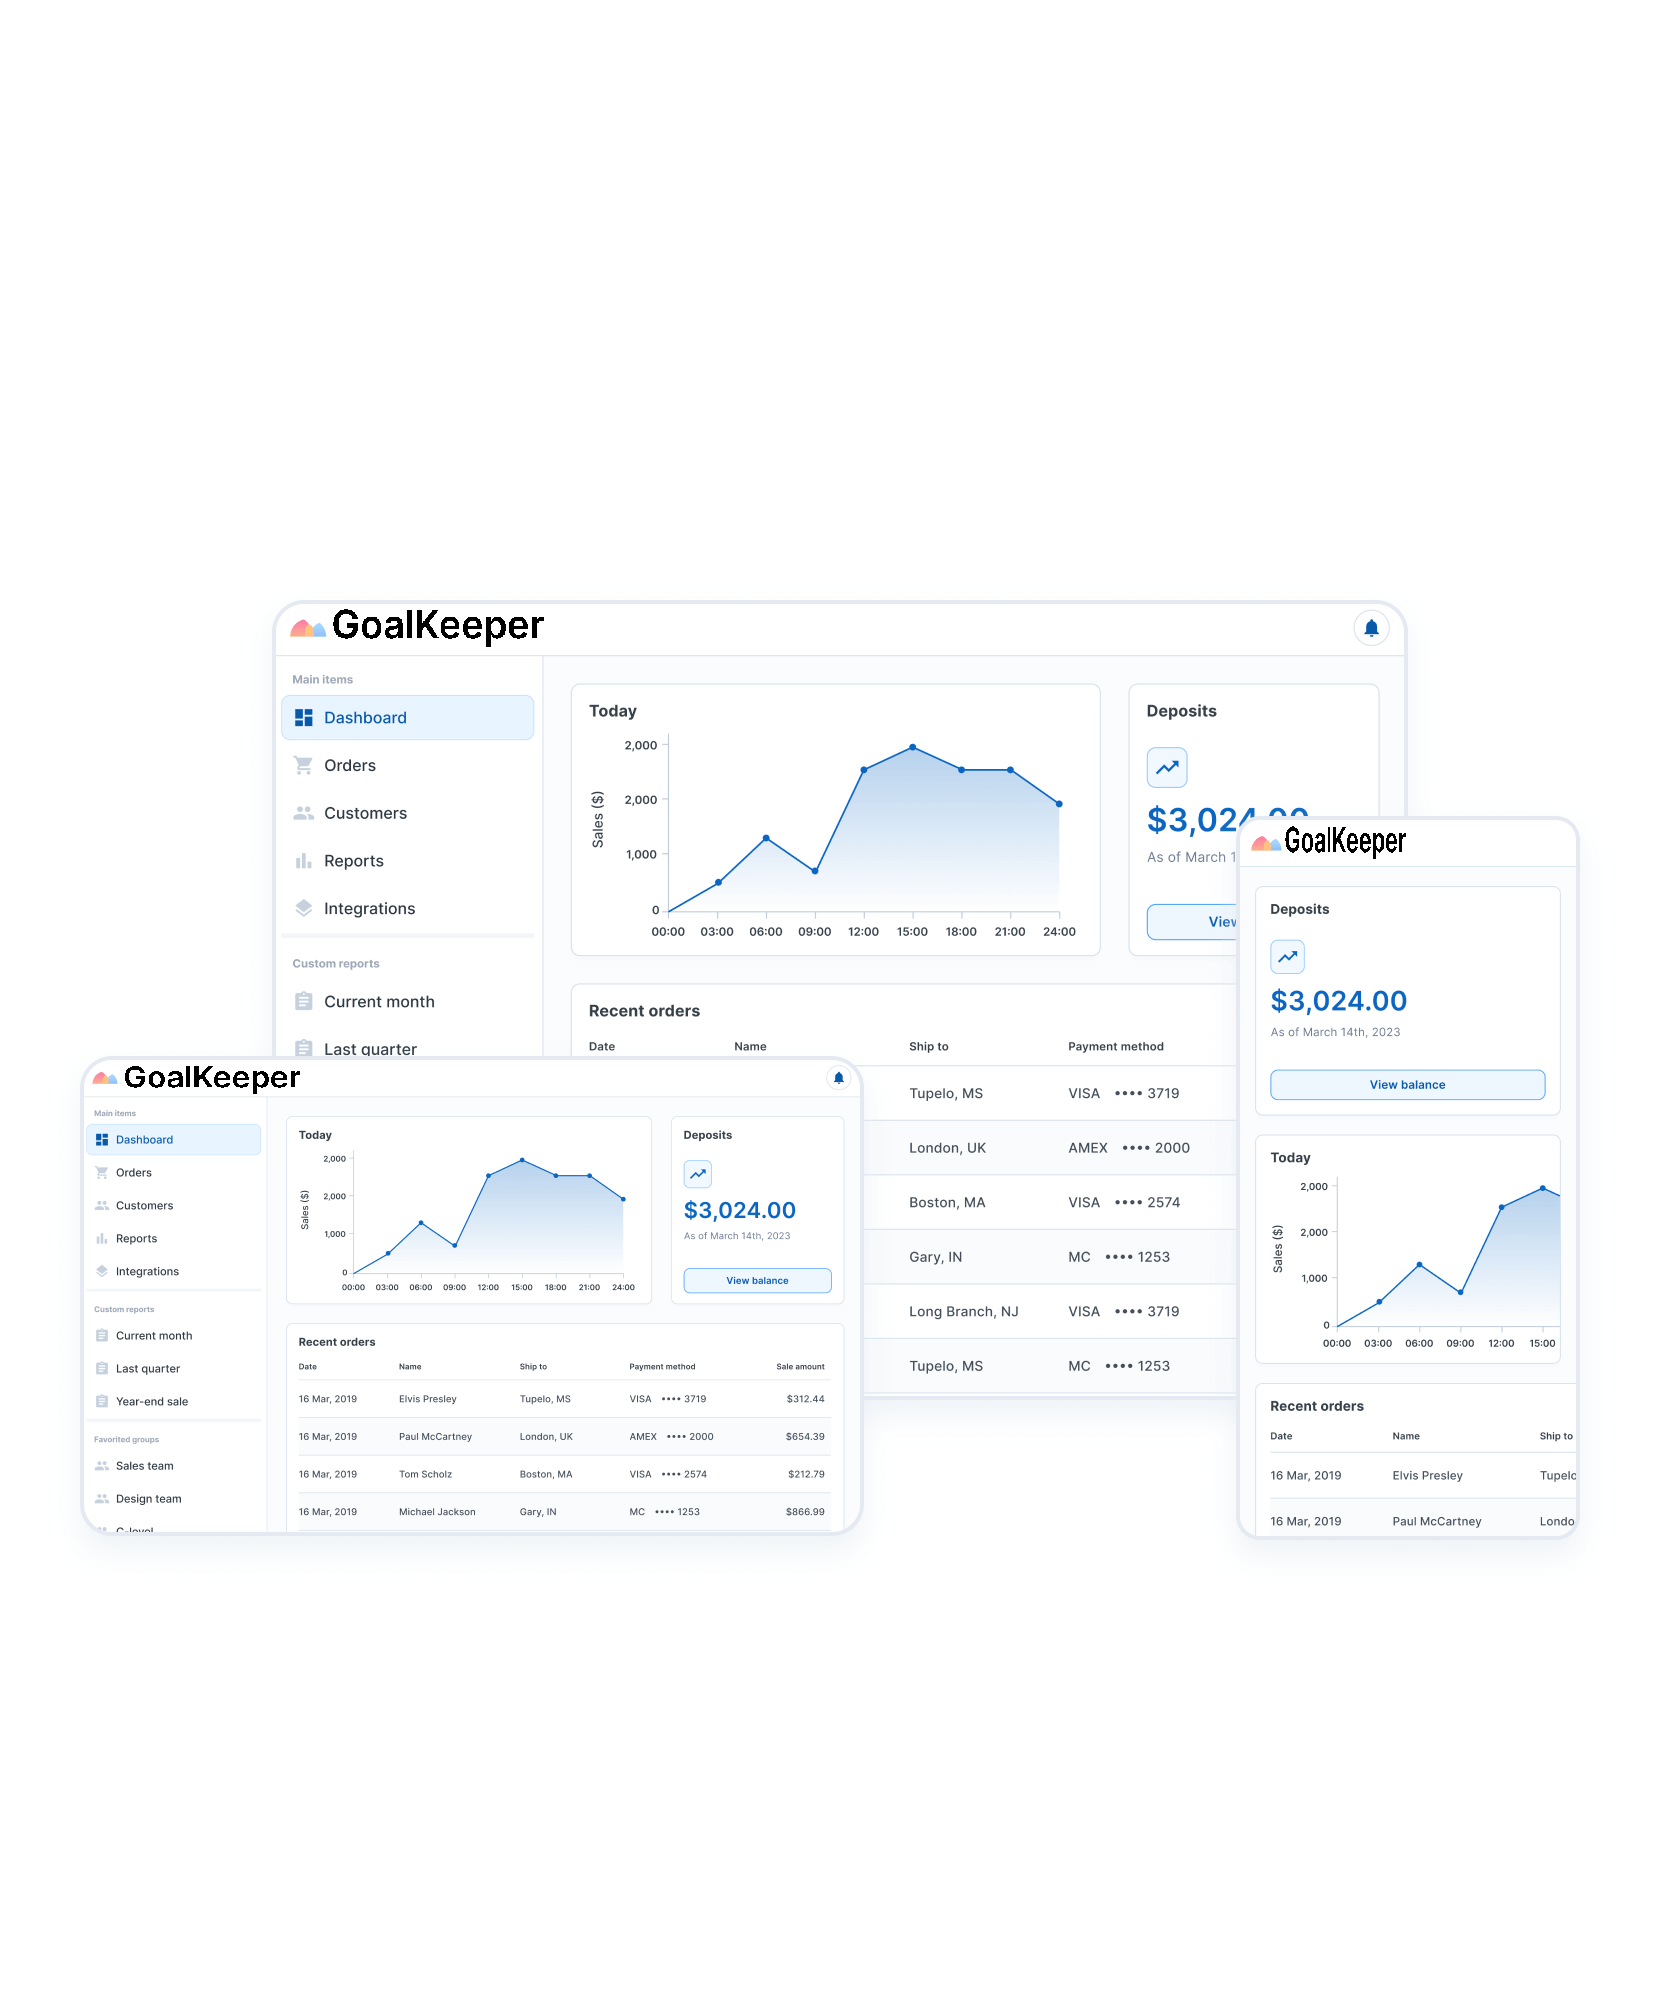 GoalKeeper
Main items
Dashboard
Orders
Customers
Reports
Integrations
Custom reports
Current month
Last quarter
Today
Sales ($)
2,000
2,000
1,000
0
00:00 03:00 06:00 09:00 12:00 15:00 18:00 21:00 24:00
Deposits
$3,024.00
As of March 1
View
Recent orders
Date Name Ship to Payment method
Tupelo, MS VISA •••• 3719
London, UK AMEX •••• 2000
Boston, MA VISA •••• 2574
Gary, IN MC •••• 1253
Long Branch, NJ VISA •••• 3719
Tupelo, MS MC •••• 1253
GoalKeeper
Main items
Dashboard
Orders
Customers
Reports
Integrations
Custom reports
Current month
Last quarter
Year-end sale
Favorited groups
Sales team
Design team
C-level
Today
Sales ($)
2,000
2,000
1,000
0
00:00 03:00 06:00 09:00 12:00 15:00 18:00 21:00 24:00
Deposits
$3,024.00
As of March 14th, 2023
View balance
Recent orders
Date Name Ship to Payment method Sale amount
16 Mar, 2019 Elvis Presley Tupelo, MS VISA •••• 3719 $312.44
16 Mar, 2019 Paul McCartney London, UK AMEX •••• 2000 $654.39
16 Mar, 2019 Tom Scholz Boston, MA VISA •••• 2574 $212.79
16 Mar, 2019 Michael Jackson Gary, IN MC •••• 1253 $866.99
GoalKeeper
Deposits
$3,024.00
As of March 14th, 2023
View balance
Today
Sales ($)
2,000
2,000
1,000
0
00:00 03:00 06:00 09:00 12:00 15:00
Recent orders
Date Name Ship to
16 Mar, 2019 Elvis Presley Tupelo
16 Mar, 2019 Paul McCartney Londo